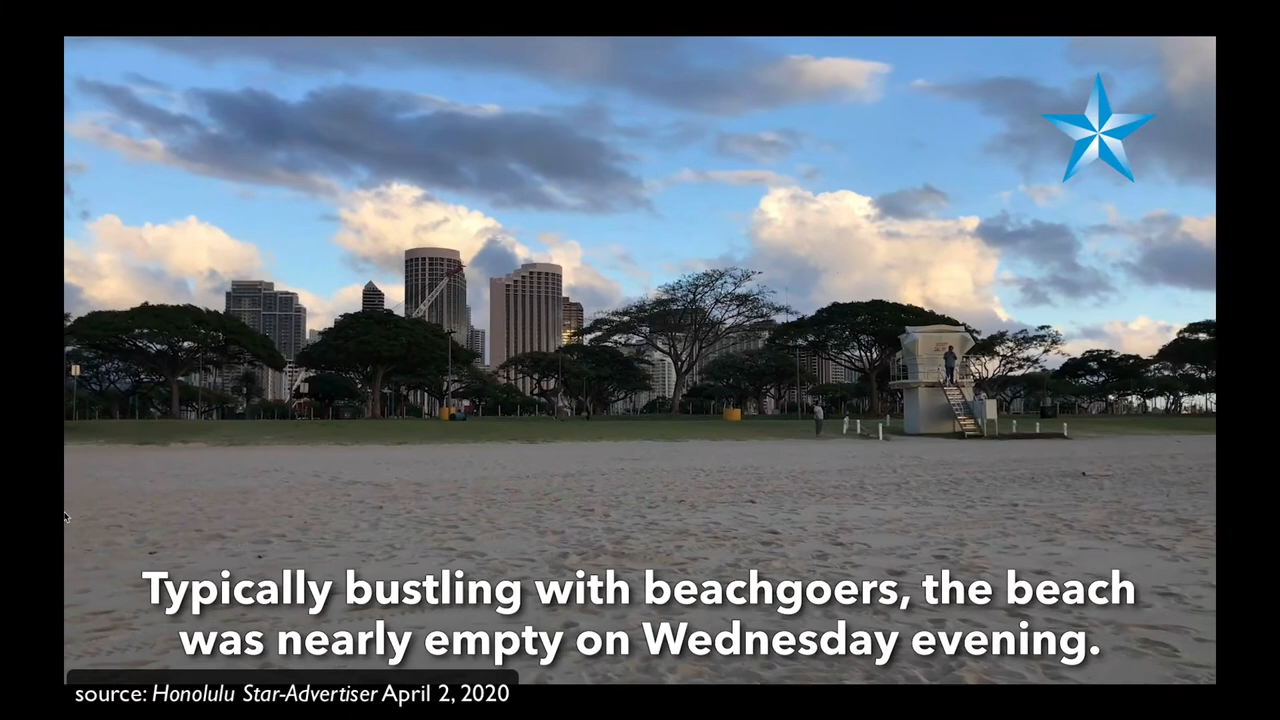 Typically bustling with beachgoers, the beach
was nearly empty on Wednesday evening.
source: Honolulu Star-Advertiser April 2, 2020